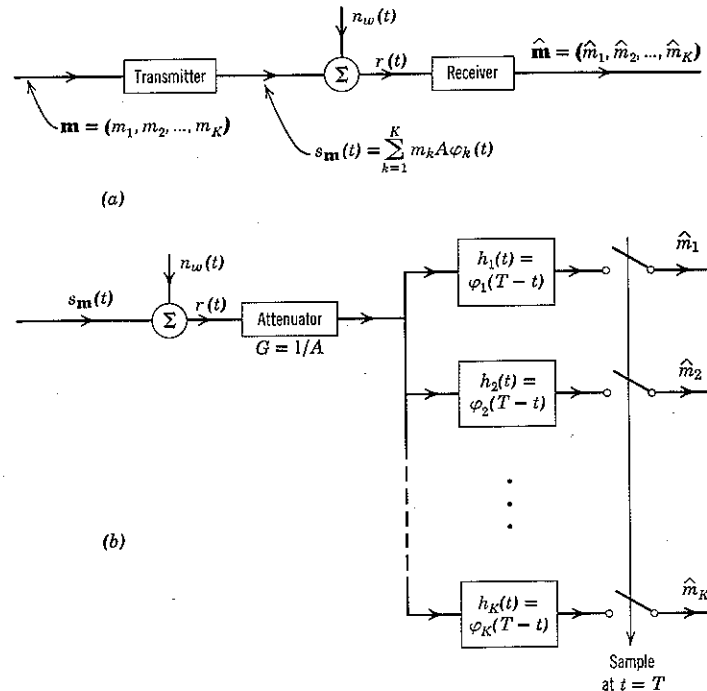 n_w(t)
Transmitter
Σ
r(t)
Receiver
m̂ = (m̂_1, m̂_2, ..., m̂_K)
m = (m_1, m_2, ..., m_K)
s_m(t) = Σ_{k=1}^{K} m_k A φ_k(t)
(a)
n_w(t)
s_m(t)
Σ
r(t)
Attenuator
G = 1/A
h_1(t) =
φ_1(T − t)
m̂_1
h_2(t) =
φ_2(T − t)
m̂_2
(b)
h_K(t) =
φ_K(T − t)
m̂_K
Sample
at t = T